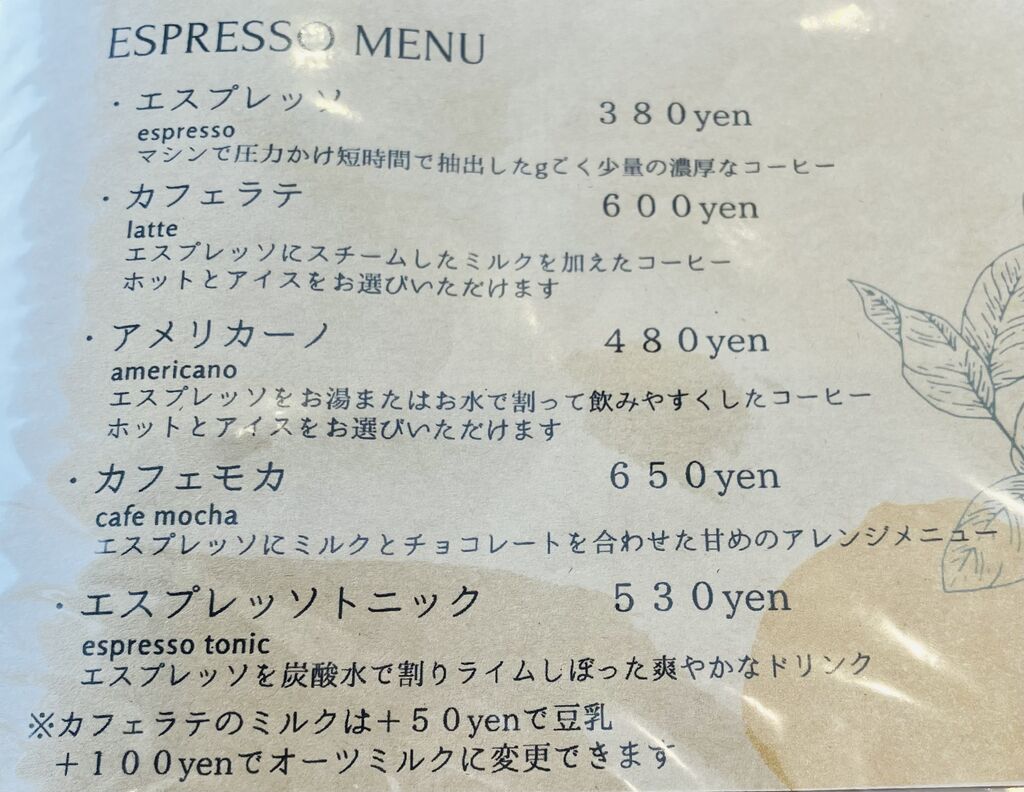 ESPRESSO MENU
・エスプレッソ 380yen
espresso
マシンで圧力かけ短時間で抽出したgごく少量の濃厚なコーヒー
・カフェラテ 600yen
latte
エスプレッソにスチームしたミルクを加えたコーヒー
ホットとアイスをお選びいただけます
・アメリカーノ 480yen
americano
エスプレッソをお湯またはお水で割って飲みやすくしたコーヒー
ホットとアイスをお選びいただけます
・カフェモカ 650yen
cafe mocha
エスプレッソにミルクとチョコレートを合わせた甘めのアレンジメニュー
・エスプレッソトニック 530yen
espresso tonic
エスプレッソを炭酸水で割りライムしぼった爽やかなドリンク
※カフェラテのミルクは+50yenで豆乳
+100yenでオーツミルクに変更できます